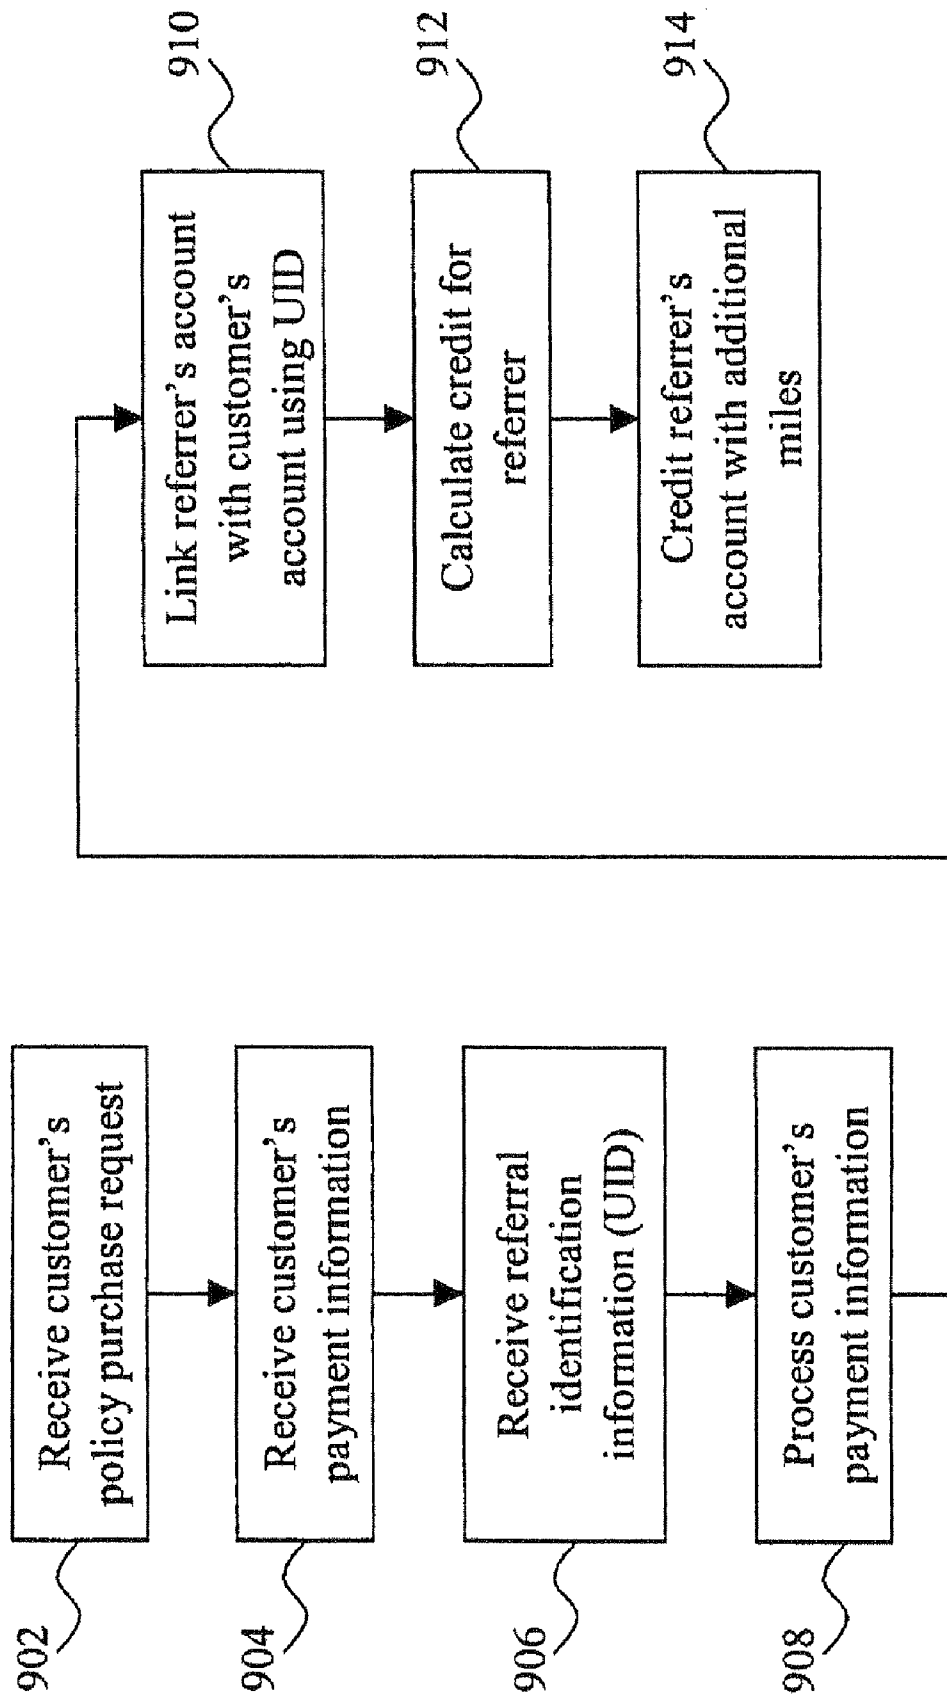 902
Receive customer's
policy purchase request
904
Receive customer's
payment information
906
Receive referral
identification
information (UID)
908
Process customer's
payment information
910
Link referrer's account
with customer's
account using UID
912
Calculate credit for
referrer
914
Credit referrer's
account with additional
miles